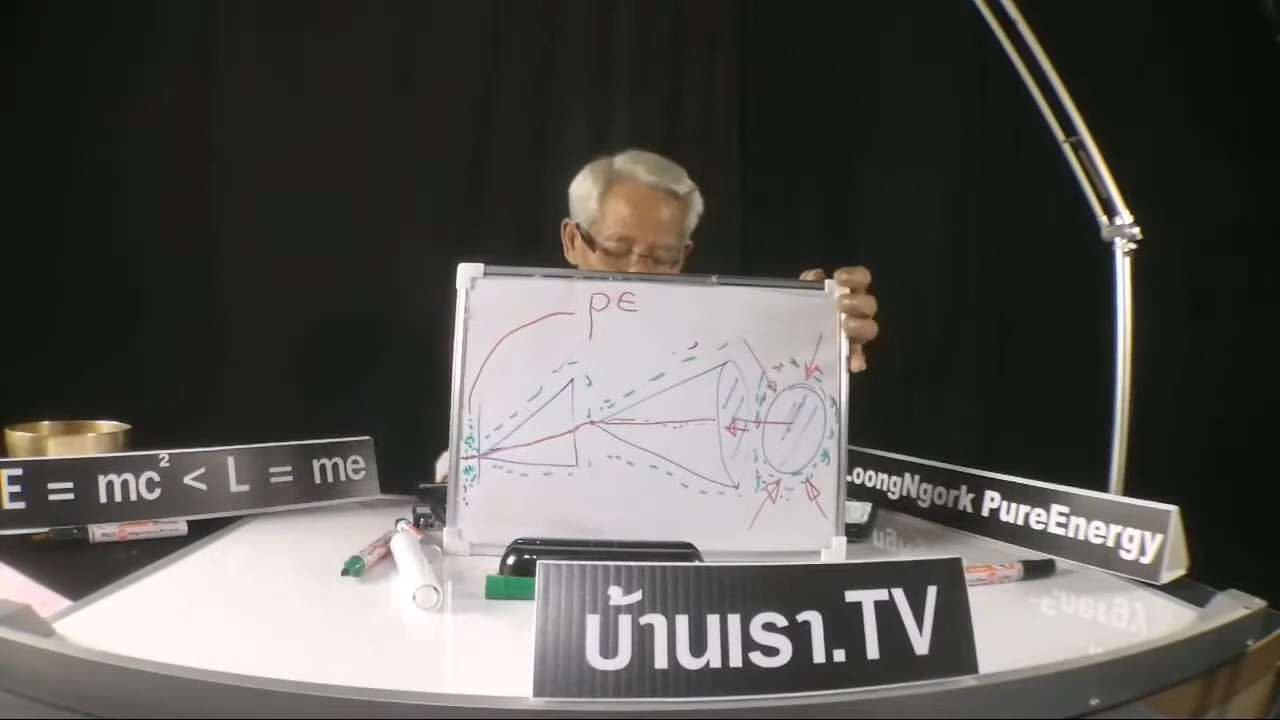 PE
E = mc² < L = me
LoongNgork PureEnergy
บ้านเรา.TV